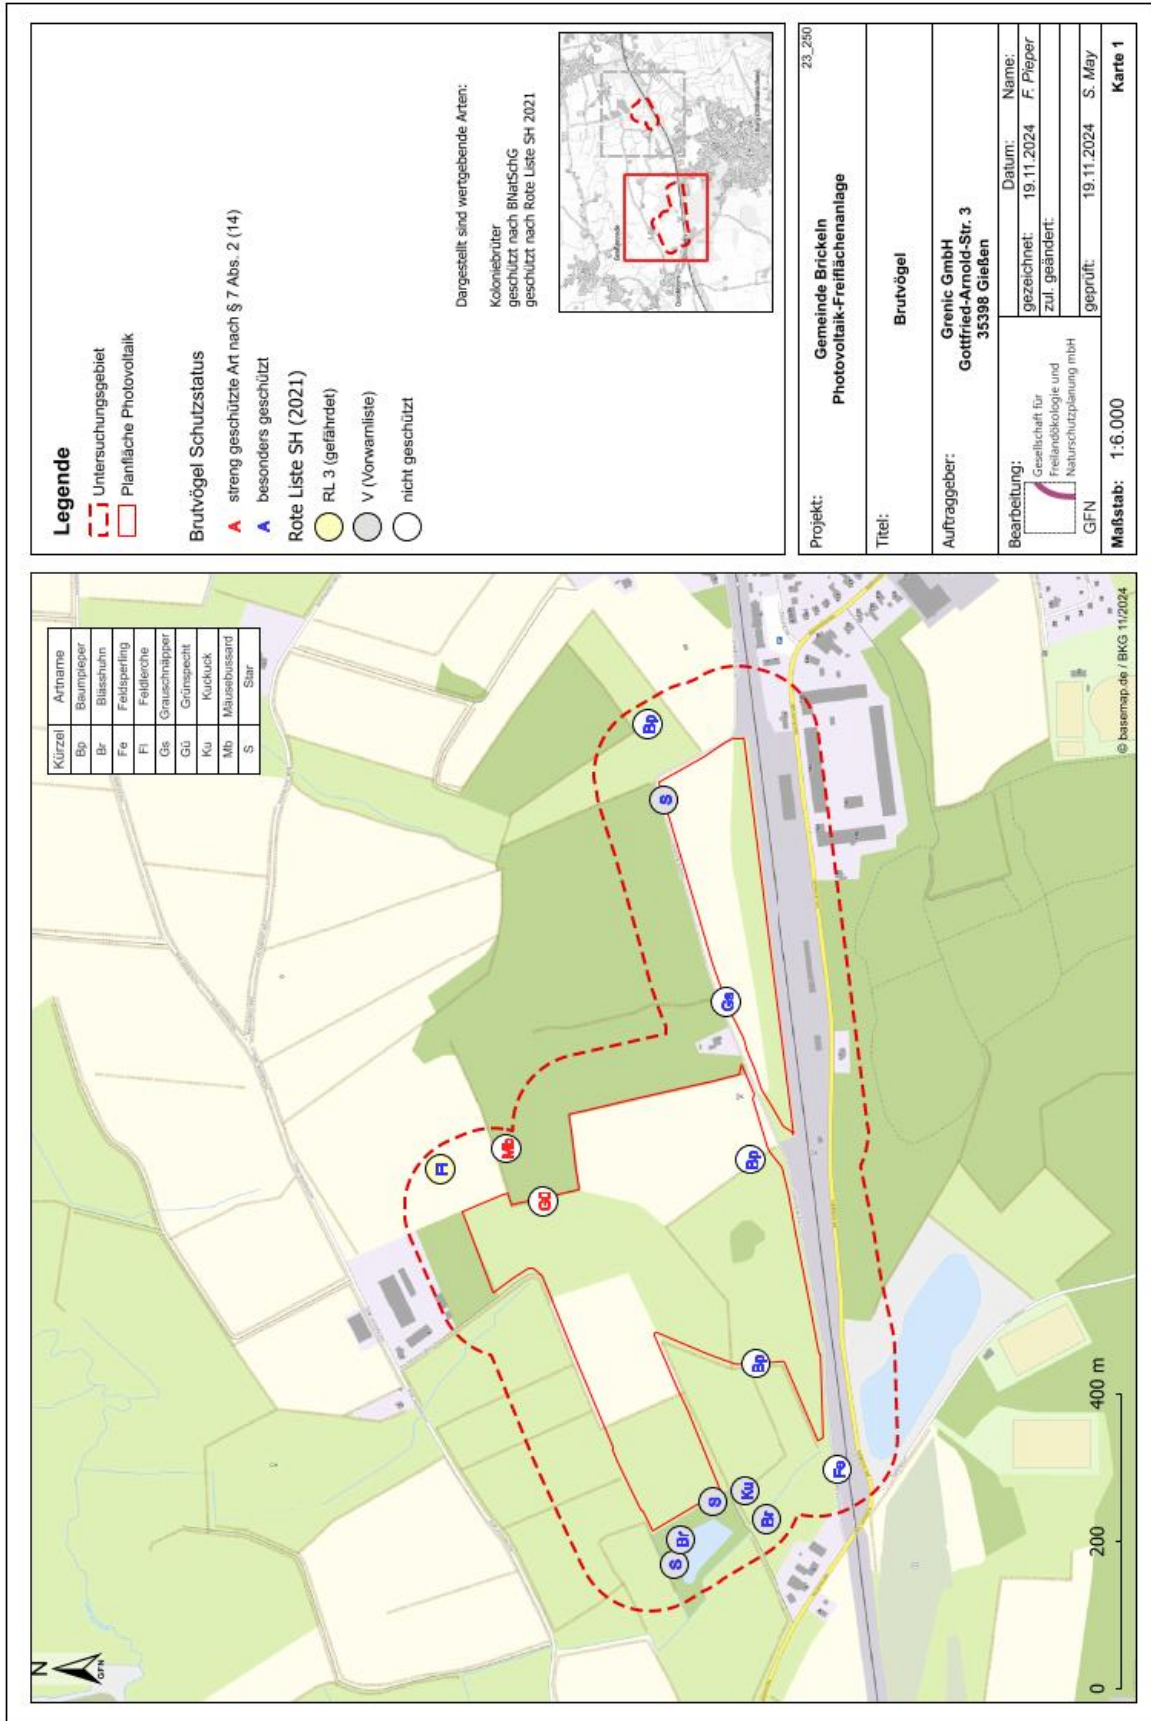 Legende
Untersuchungsgebiet
Planfläche Photovoltaik
Brutvögel Schutzstatus
A streng geschützte Art nach § 7 Abs. 2 (14)
A besonders geschützt
Rote Liste SH (2021)
RL 3 (gefährdet)
V (Vorwarnliste)
nicht geschützt
Dargestellt sind wertgebende Arten:
Koloniebrüter
geschützt nach BNatSchG
geschützt nach Rote Liste SH 2021
23_250
Projekt:
Gemeinde Brickeln
Photovoltaik-Freiflächenanlage
Titel:
Brutvögel
Auftraggeber:
Grenic GmbH
Gottfried-Arnold-Str. 3
35398 Gießen
Bearbeitung:
Gesellschaft für
Freilandökologie und
Naturschutzplanung mbH
GFN
Datum: Name:
gezeichnet: 19.11.2024 F. Pieper
zul. geändert:
geprüft: 19.11.2024 S. May
Maßstab: 1:6.000
Karte 1
Kürzel Artname
Bp Baumpieper
Br Blässhuhn
Fe Feldsperling
Fl Feldlerche
Gs Grauschnäpper
Gü Grünspecht
Ku Kuckuck
Mb Mäusebussard
S Star
N
GFN
Fl
Mb
Gü
Bp
S
Gs
Bp
Bp
S
Br
S
Ku
Br
Fe
0 200 400 m
© basemap.de / BKG 11/2024